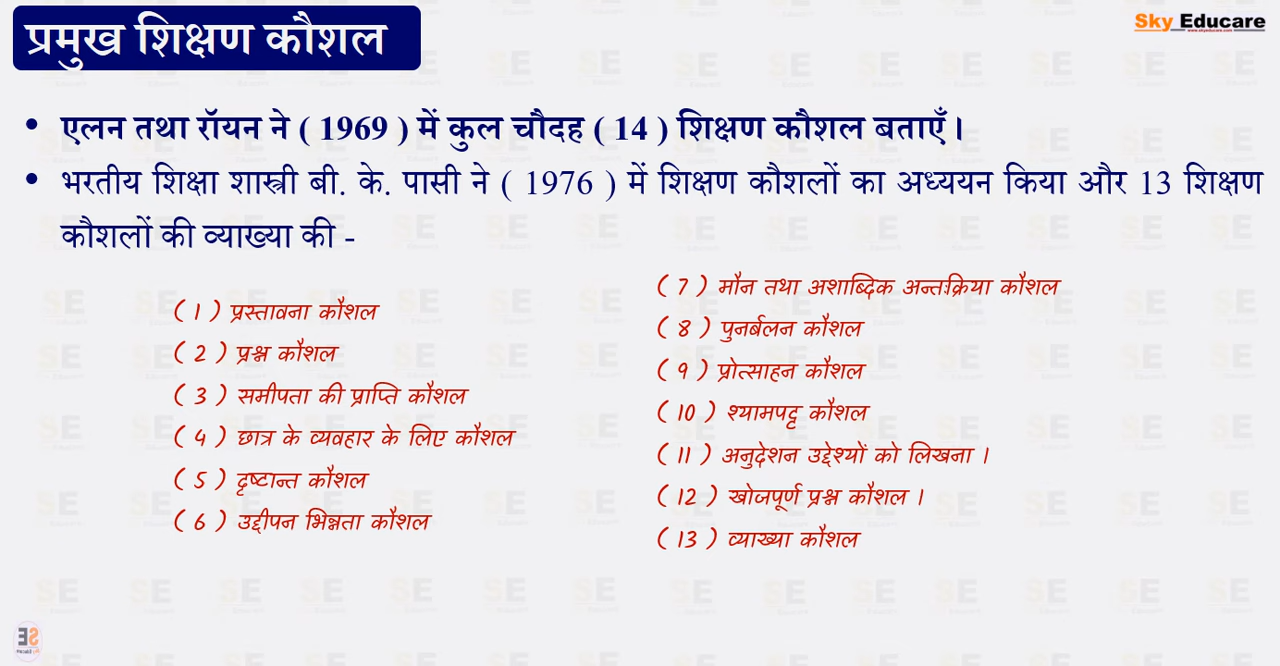 प्रमुख शिक्षण कौशल
Sky Educare
www.skyeducare.com
• एलन तथा रॉयन ने ( 1969 ) में कुल चौदह ( 14 ) शिक्षण कौशल बताएँ ।
• भरतीय शिक्षा शास्त्री बी. के. पासी ने ( 1976 ) में शिक्षण कौशलों का अध्ययन किया और 13 शिक्षण
कौशलों की व्याख्या की -
( 1 ) प्रस्तावना कौशल
( 2 ) प्रश्न कौशल
( 3 ) समीपता की प्राप्ति कौशल
( 4 ) छात्र के व्यवहार के लिए कौशल
( 5 ) दृष्टान्त कौशल
( 6 ) उद्दीपन भिन्नता कौशल
( 7 ) मौन तथा अशाब्दिक अन्तःक्रिया कौशल
( 8 ) पुनर्बलन कौशल
( 9 ) प्रोत्साहन कौशल
( 10 ) श्यामपट्ट कौशल
( 11 ) अनुदेशन उद्देश्यों को लिखना ।
( 12 ) खोजपूर्ण प्रश्न कौशल ।
( 13 ) व्याख्या कौशल